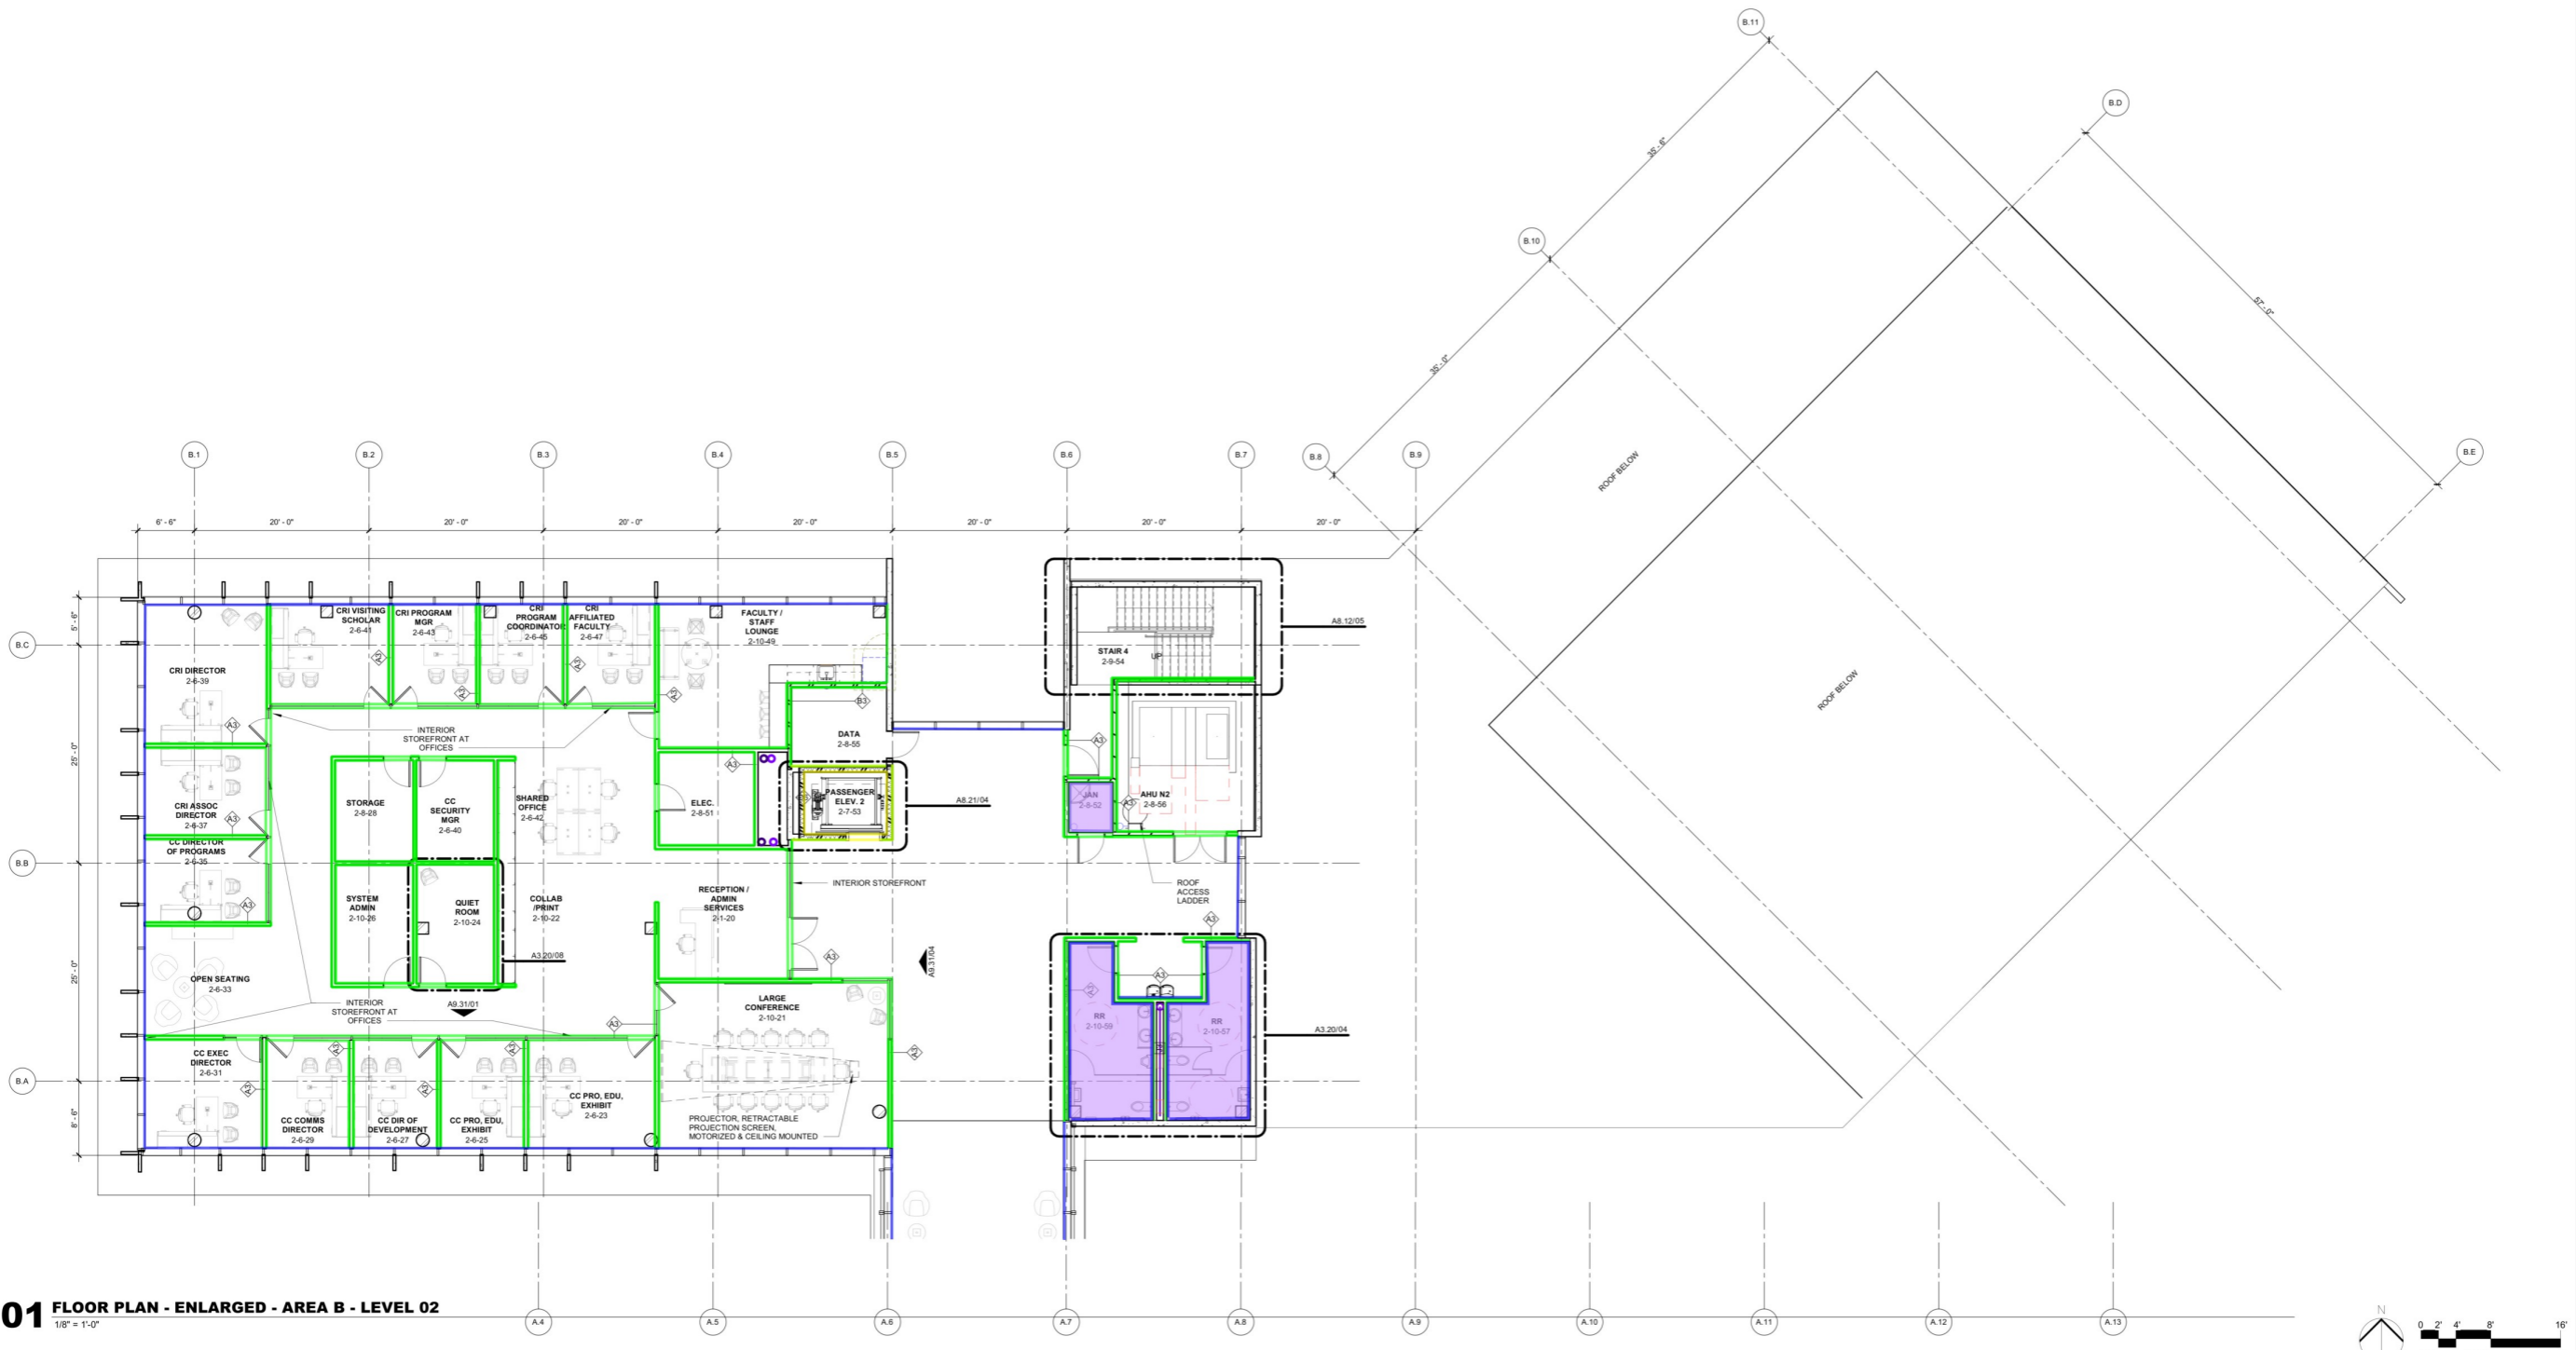 B.11
B.D
35' - 6"
B.10
57' - 0"
35' - 0"
B.1
B.2
B.3
B.4
B.5
B.6
B.7
B.8
B.9
B.E
ROOF BELOW
6' - 6"
20' - 0"
20' - 0"
20' - 0"
20' - 0"
20' - 0"
20' - 0"
20' - 0"
5' - 6"
B.C
CRI VISITING
SCHOLAR
2-6-41
CRI PROGRAM
MGR
2-6-43
CRI
PROGRAM
COORDINATOR
2-6-45
CRI
AFFILIATED
FACULTY
2-6-47
FACULTY /
STAFF
LOUNGE
2-10-49
A8.12/05
STAIR 4
2-9-54
UP
CRI DIRECTOR
2-6-39
A3
B3
ROOF BELOW
INTERIOR
STOREFRONT AT
OFFICES
DATA
2-8-55
A3
25' - 0"
A3
CRI ASSOC
DIRECTOR
2-6-37
A3
STORAGE
2-8-28
CC
SECURITY
MGR
2-6-40
SHARED
OFFICE
2-6-42
ELEC.
2-8-51
PASSENGER
ELEV. 2
2-7-53
A8.21/04
JAN
2-8-52
A3
AHU N2
2-8-56
CC DIRECTOR
OF PROGRAMS
2-6-35
B.B
A3
SYSTEM
ADMIN
2-10-26
QUIET
ROOM
2-10-24
COLLAB
/PRINT
2-10-22
RECEPTION /
ADMIN
SERVICES
2-1-20
INTERIOR STOREFRONT
ROOF
ACCESS
LADDER
A3
A3.20/08
A3
A9.31/04
A3
25' - 0"
OPEN SEATING
2-6-33
INTERIOR
STOREFRONT AT
OFFICES
A9.31/01
A3
LARGE
CONFERENCE
2-10-21
RR
2-10-59
RR
2-10-57
A3.20/04
CC EXEC
DIRECTOR
2-6-31
B.A
CC COMMS
DIRECTOR
2-6-29
CC DIR OF
DEVELOPMENT
2-6-27
CC PRO, EDU,
EXHIBIT
2-6-25
CC PRO, EDU,
EXHIBIT
2-6-23
PROJECTOR, RETRACTABLE
PROJECTION SCREEN,
MOTORIZED & CEILING MOUNTED
8' - 6"
01 FLOOR PLAN - ENLARGED - AREA B - LEVEL 02
1/8" = 1'-0"
A.4
A.5
A.6
A.7
A.8
A.9
A.10
A.11
A.12
A.13
N
0 2' 4' 8' 16'